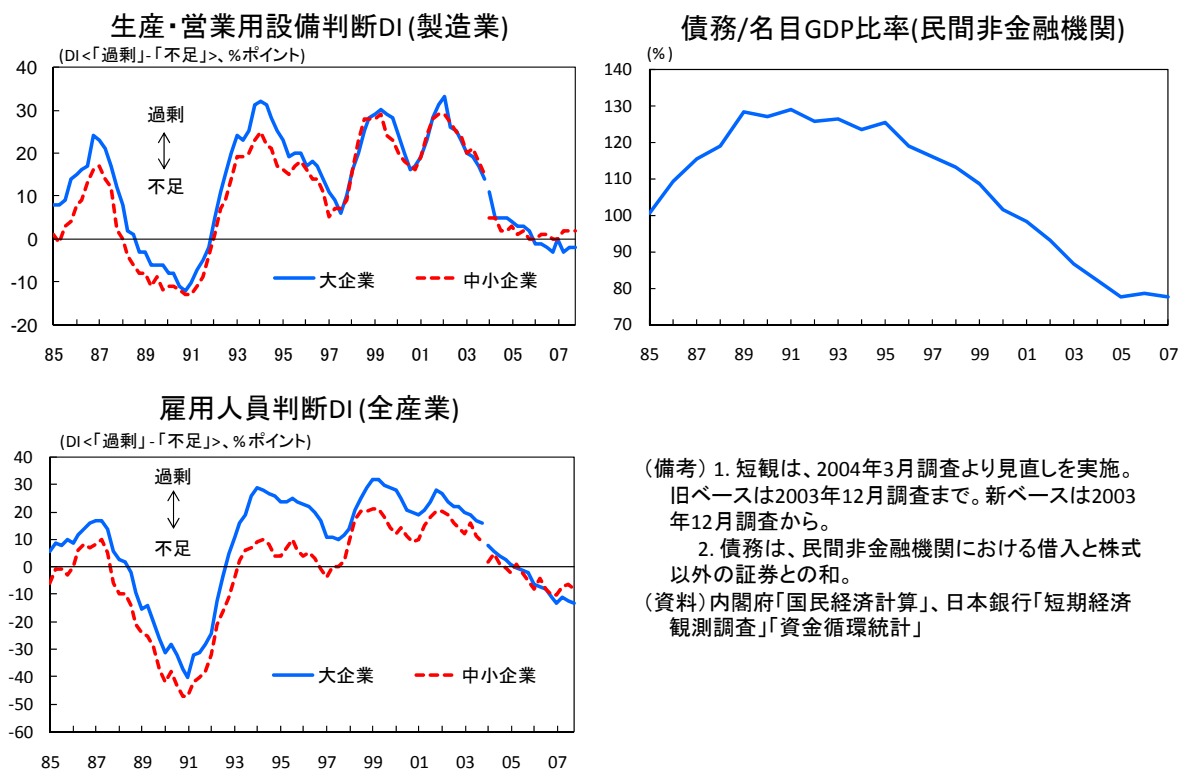 生産・営業用設備判断DI (製造業)
(DI<「過剰」-「不足」>、%ポイント)
40
30
20
10
0
-10
-20
過剰
不足
大企業
中小企業
85 87 89 91 93 95 97 99 01 03 05 07
債務/名目GDP比率(民間非金融機関)
(%)
140
130
120
110
100
90
80
70
85 87 89 91 93 95 97 99 01 03 05 07
雇用人員判断DI (全産業)
(DI<「過剰」-「不足」>、%ポイント)
40
30
20
10
0
-10
-20
-30
-40
-50
-60
過剰
不足
大企業
中小企業
85 87 89 91 93 95 97 99 01 03 05 07
(備考) 1. 短観は、2004年3月調査より見直しを実施。
旧ベースは2003年12月調査まで。新ベースは2003
年12月調査から。
2. 債務は、民間非金融機関における借入と株式
以外の証券との和。
(資料)内閣府「国民経済計算」、日本銀行「短期経済
観測調査」「資金循環統計」